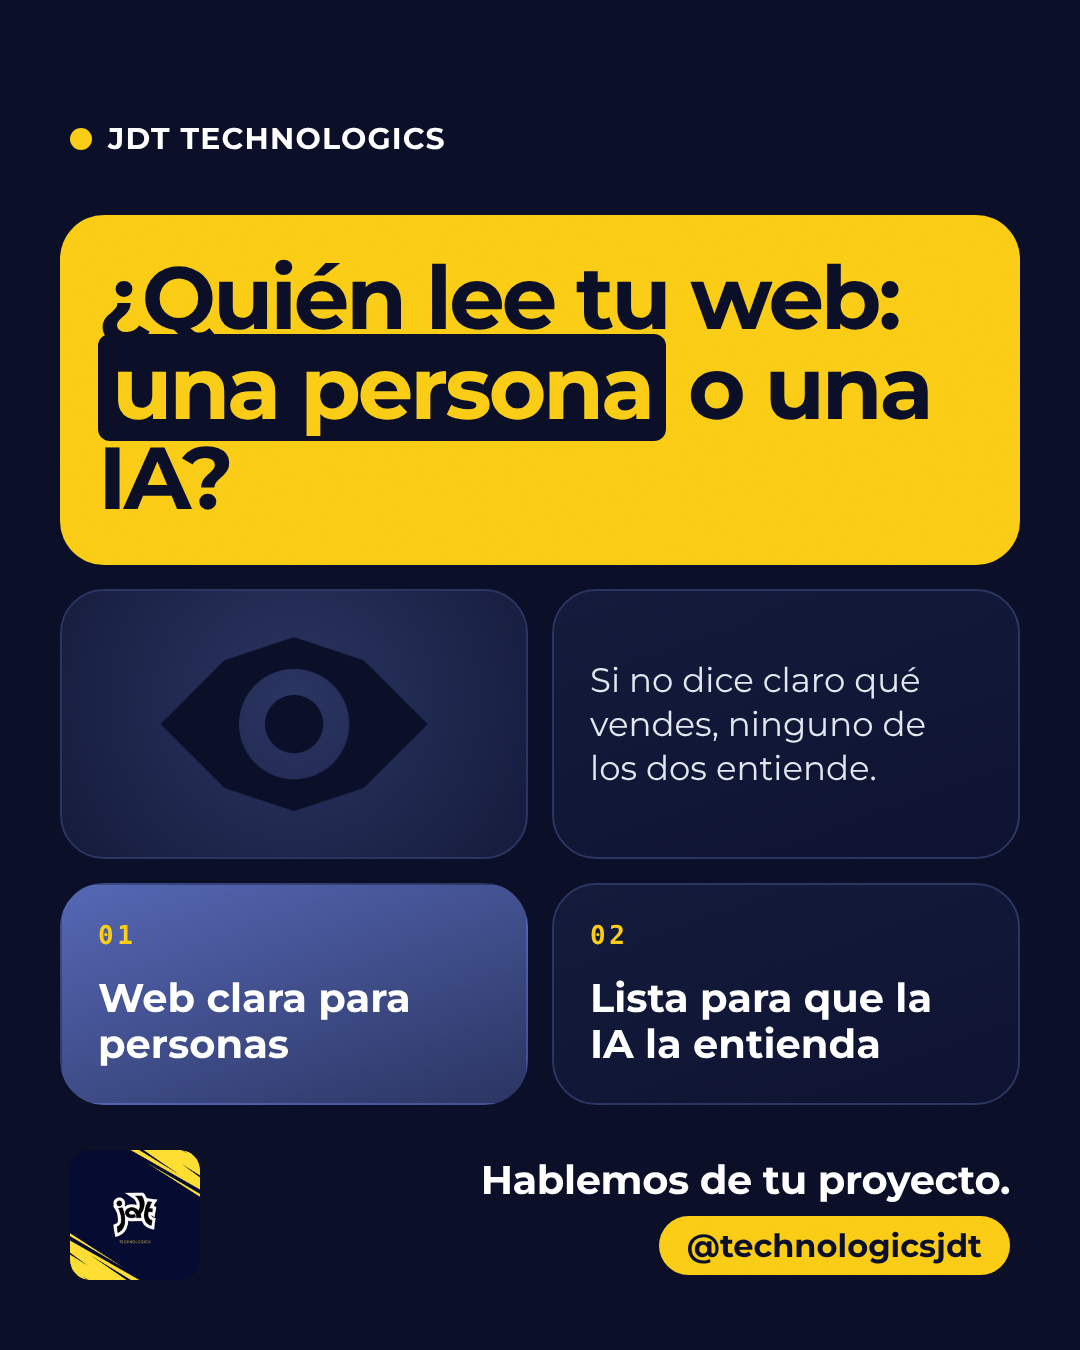 JDT TECHNOLOGICS
¿Quién lee tu web:
una persona o una
IA?
Si no dice claro qué
vendes, ninguno de
los dos entiende.
01
Web clara para
personas
02
Lista para que la
IA la entienda
jdt
TECHNOLOGICS
Hablemos de tu proyecto.
@technologicsjdt